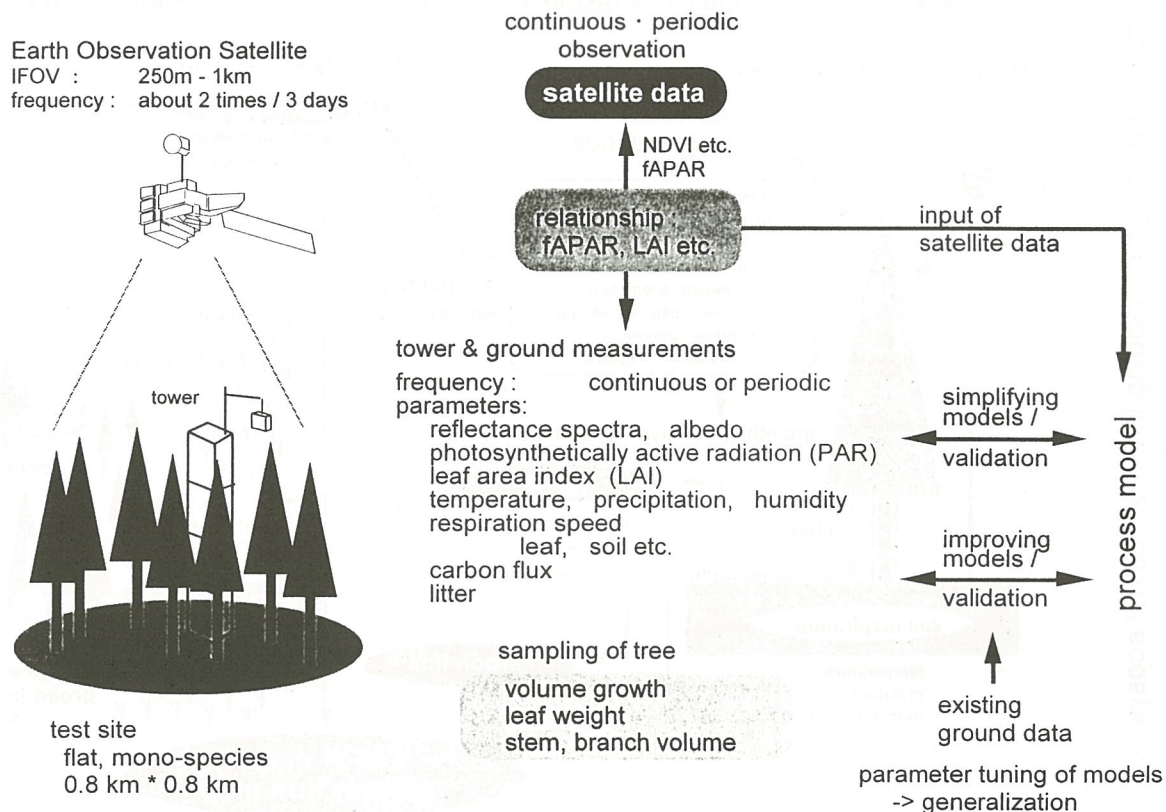 Earth Observation Satellite
IFOV : 250m - 1km
frequency : about 2 times / 3 days
tower
test site
flat, mono-species
0.8 km * 0.8 km
continuous · periodic
observation
satellite data
NDVI etc.
fAPAR
relationship :
fAPAR, LAI etc.
input of
satellite data
tower & ground measurements
frequency : continuous or periodic
parameters:
reflectance spectra, albedo
photosynthetically active radiation (PAR)
leaf area index (LAI)
temperature, precipitation, humidity
respiration speed
leaf, soil etc.
carbon flux
litter
sampling of tree
volume growth
leaf weight
stem, branch volume
simplifying
models /
validation
improving
models /
validation
process model
existing
ground data
parameter tuning of models
-> generalization